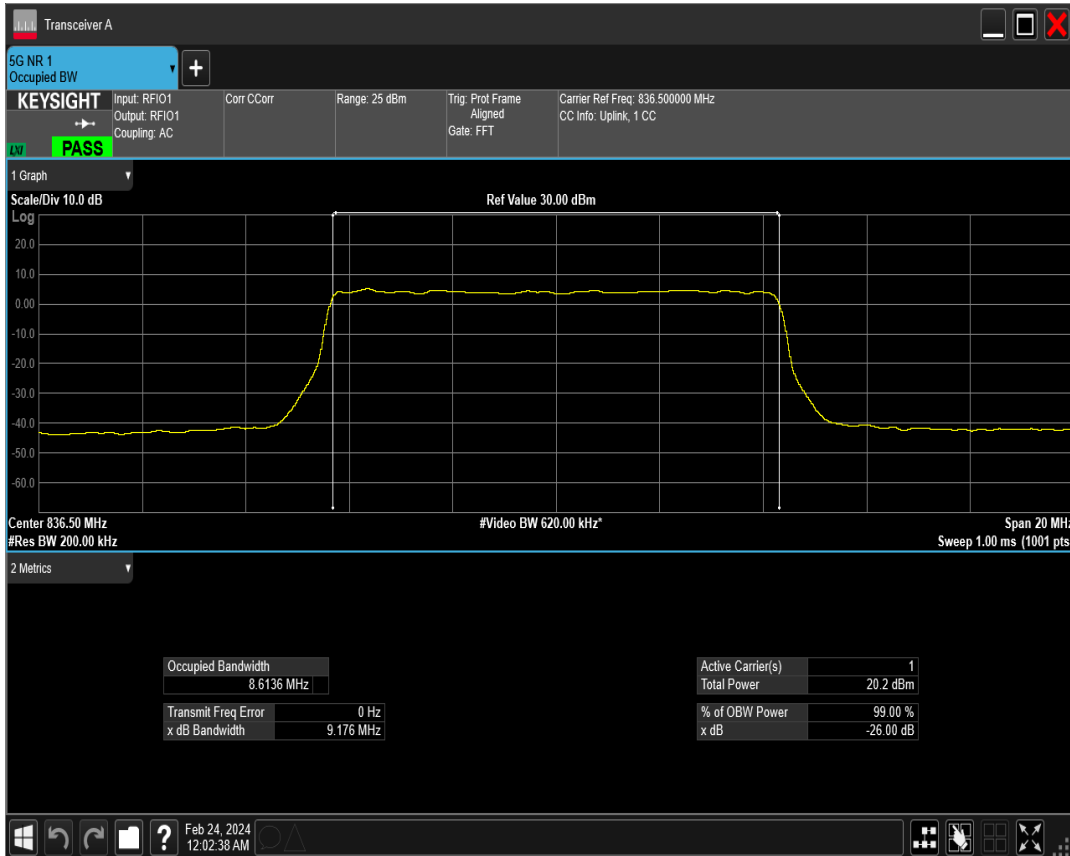 Transceiver A
5G NR 1
Occupied BW
KEYSIGHT
LXI
PASS
Input: RFIO1
Output: RFIO1
Coupling: AC
Corr CCorr
Range: 25 dBm
Trig: Prot Frame
Aligned
Gate: FFT
Carrier Ref Freq: 836.500000 MHz
CC Info: Uplink, 1 CC
1 Graph
Scale/Div 10.0 dB
Ref Value 30.00 dBm
Log
20.0
10.0
0.00
-10.0
-20.0
-30.0
-40.0
-50.0
-60.0
Center 836.50 MHz
#Video BW 620.00 kHz*
Span 20 MHz
#Res BW 200.00 kHz
Sweep 1.00 ms (1001 pts
2 Metrics
Occupied Bandwidth
8.6136 MHz
Transmit Freq Error 0 Hz
x dB Bandwidth 9.176 MHz
Active Carrier(s) 1
Total Power 20.2 dBm
% of OBW Power 99.00 %
x dB -26.00 dB
?
Feb 24, 2024
12:02:38 AM